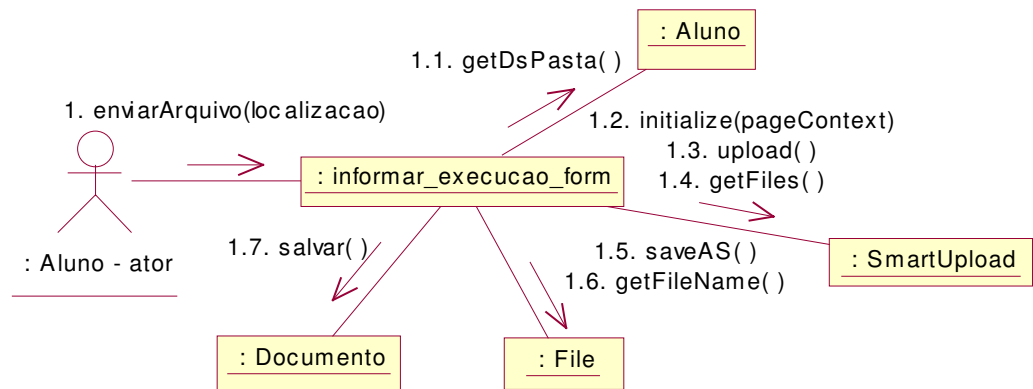 : Aluno
1.1. getDsPasta( )
1. enviarArquivo(localizacao)
1.2. initialize(pageContext)
1.3. upload( )
1.4. getFiles( )
: informar_execucao_form
1.7. salvar( )
1.5. saveAS( )
1.6. getFileName( )
: Aluno - ator
: SmartUpload
: Documento
: File